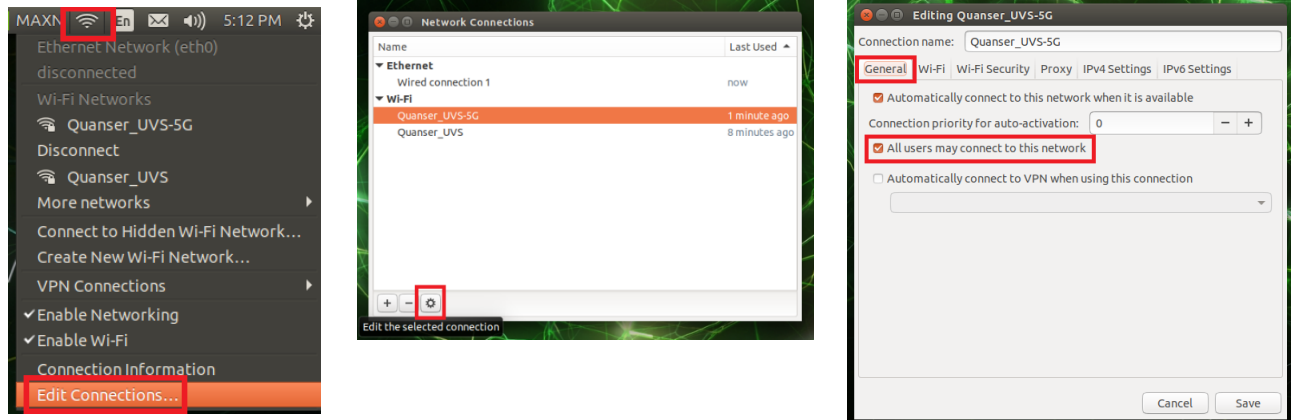 MAXN En 5:12 PM
Ethernet Network (eth0)
disconnected
Wi-Fi Networks
Quanser_UVS-5G
Disconnect
Quanser_UVS
More networks
Connect to Hidden Wi-Fi Network...
Create New Wi-Fi Network...
VPN Connections
Enable Networking
Enable Wi-Fi
Connection Information
Edit Connections...
Network Connections
Name Last Used
Ethernet
Wired connection 1 now
Wi-Fi
Quanser_UVS-5G 1 minute ago
Quanser_UVS 8 minutes ago
Edit the selected connection
Editing Quanser_UVS-5G
Connection name: Quanser_UVS-5G
General Wi-Fi Wi-Fi Security Proxy IPv4 Settings IPv6 Settings
Automatically connect to this network when it is available
Connection priority for auto-activation: 0 − +
All users may connect to this network
Automatically connect to VPN when using this connection
Cancel Save